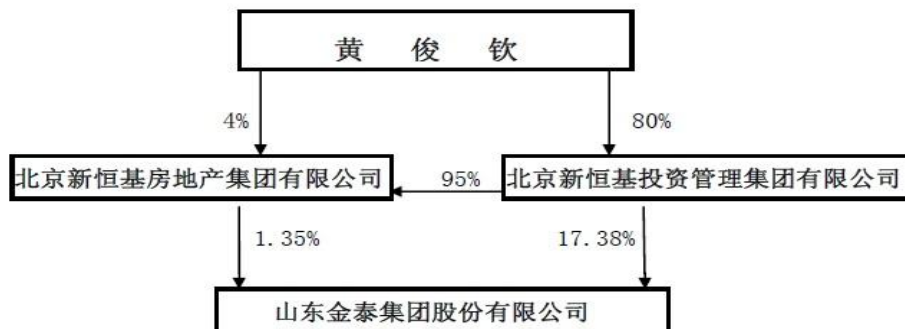 黄 俊 钦
4%
80%
北京新恒基房地产集团有限公司
95%
北京新恒基投资管理集团有限公司
1.35%
17.38%
山东金泰集团股份有限公司